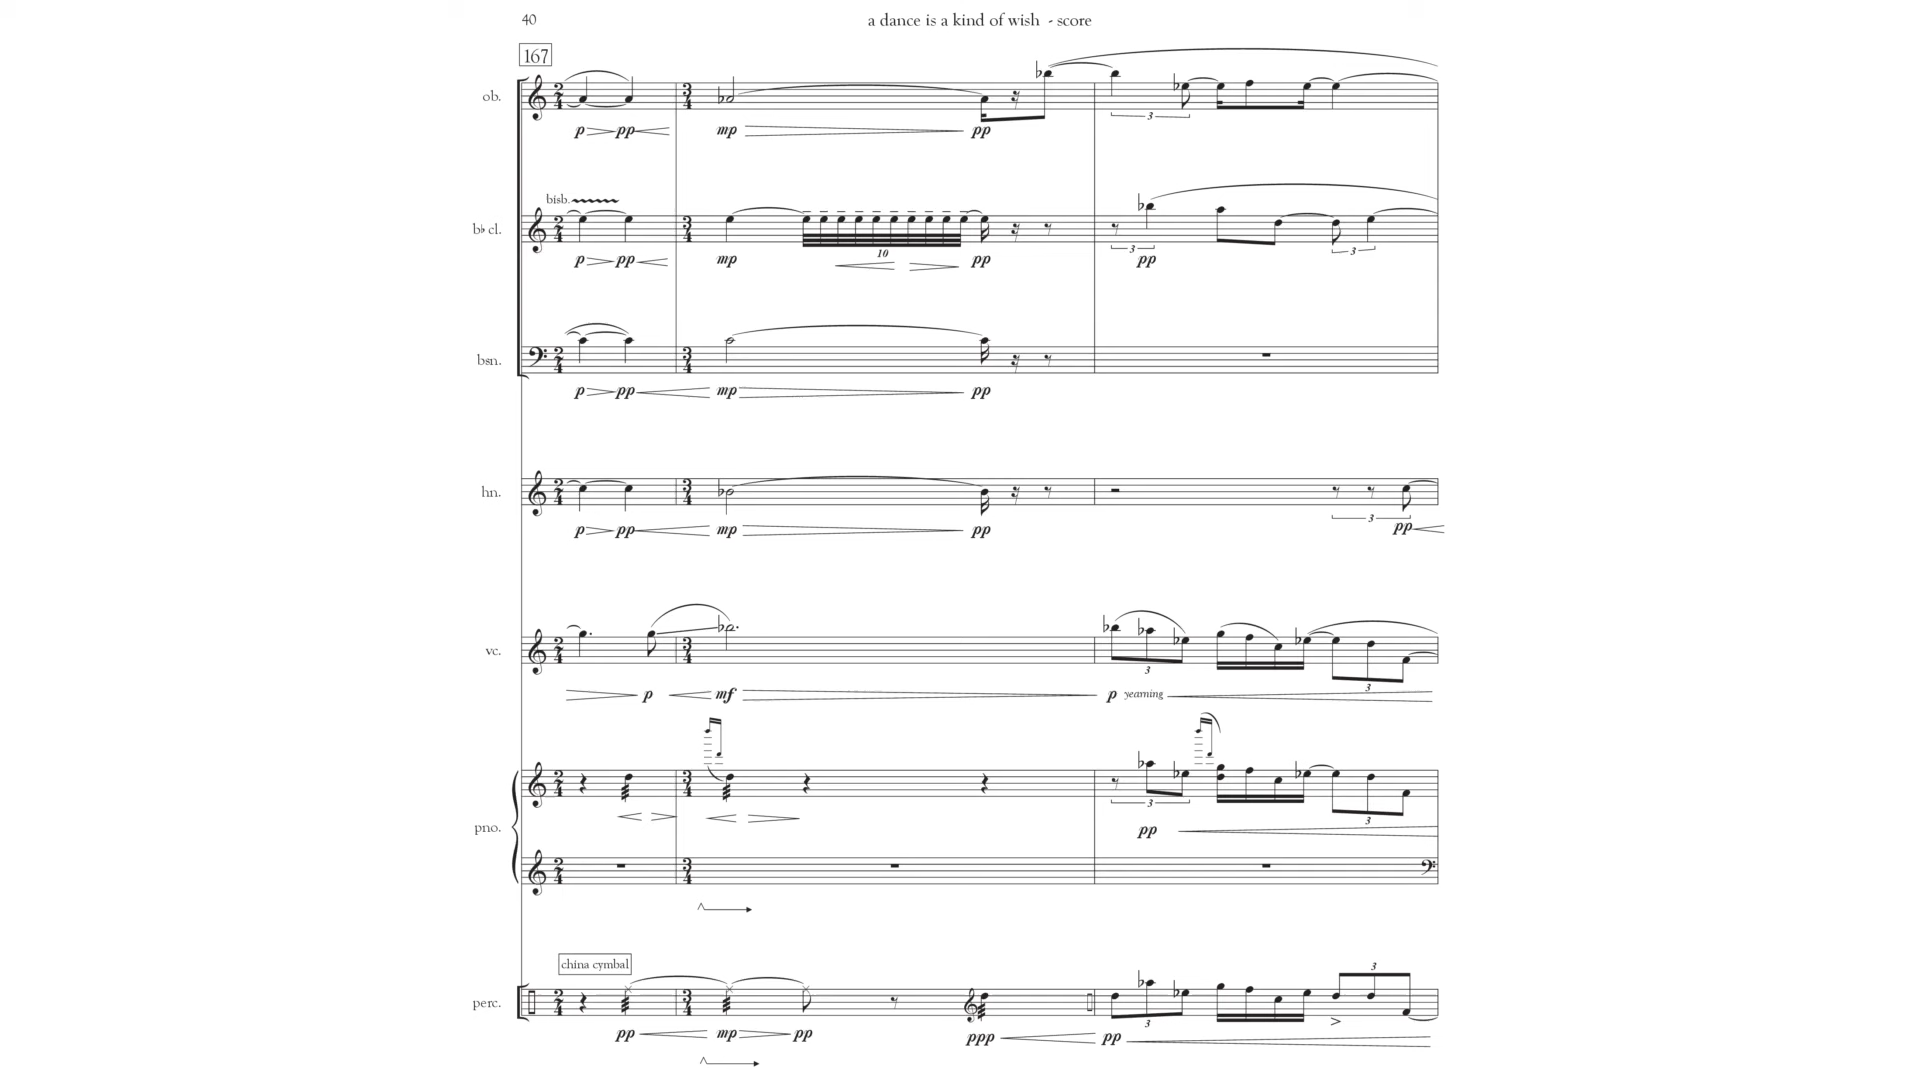 40
a dance is a kind of wish - score
167
ob.
p pp mp pp
3
bisb.
b♭ cl.
10
3 3
p pp mp pp pp
bsn.
p pp mp pp
hn.
3
p pp mp pp pp
vc.
3 3
p mf p yearning
pno.
3 3
pp
china cymbal
3
perc.
3
pp mp pp ppp pp